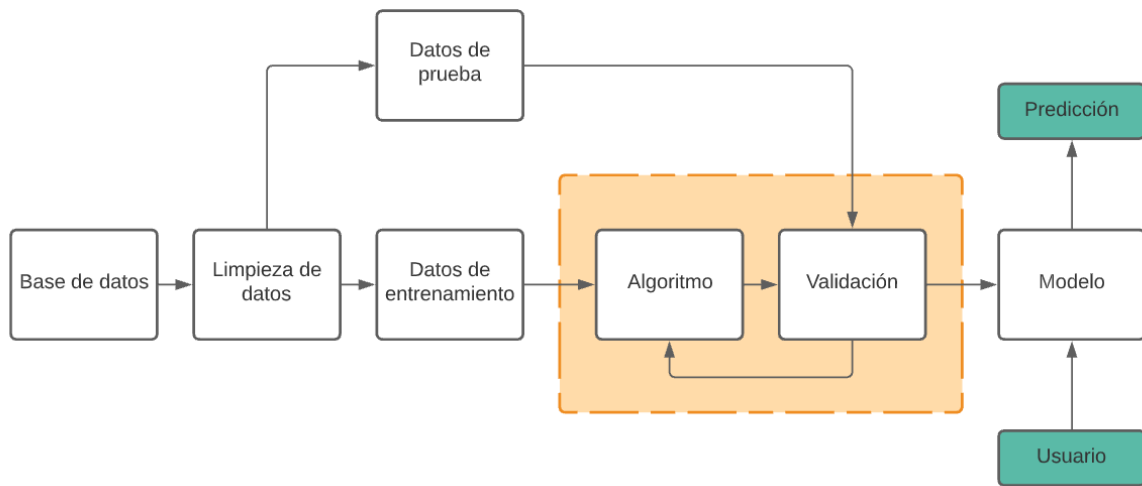 Datos de
prueba
Predicción
Base de datos
Limpieza de
datos
Datos de
entrenamiento
Algoritmo
Validación
Modelo
Usuario